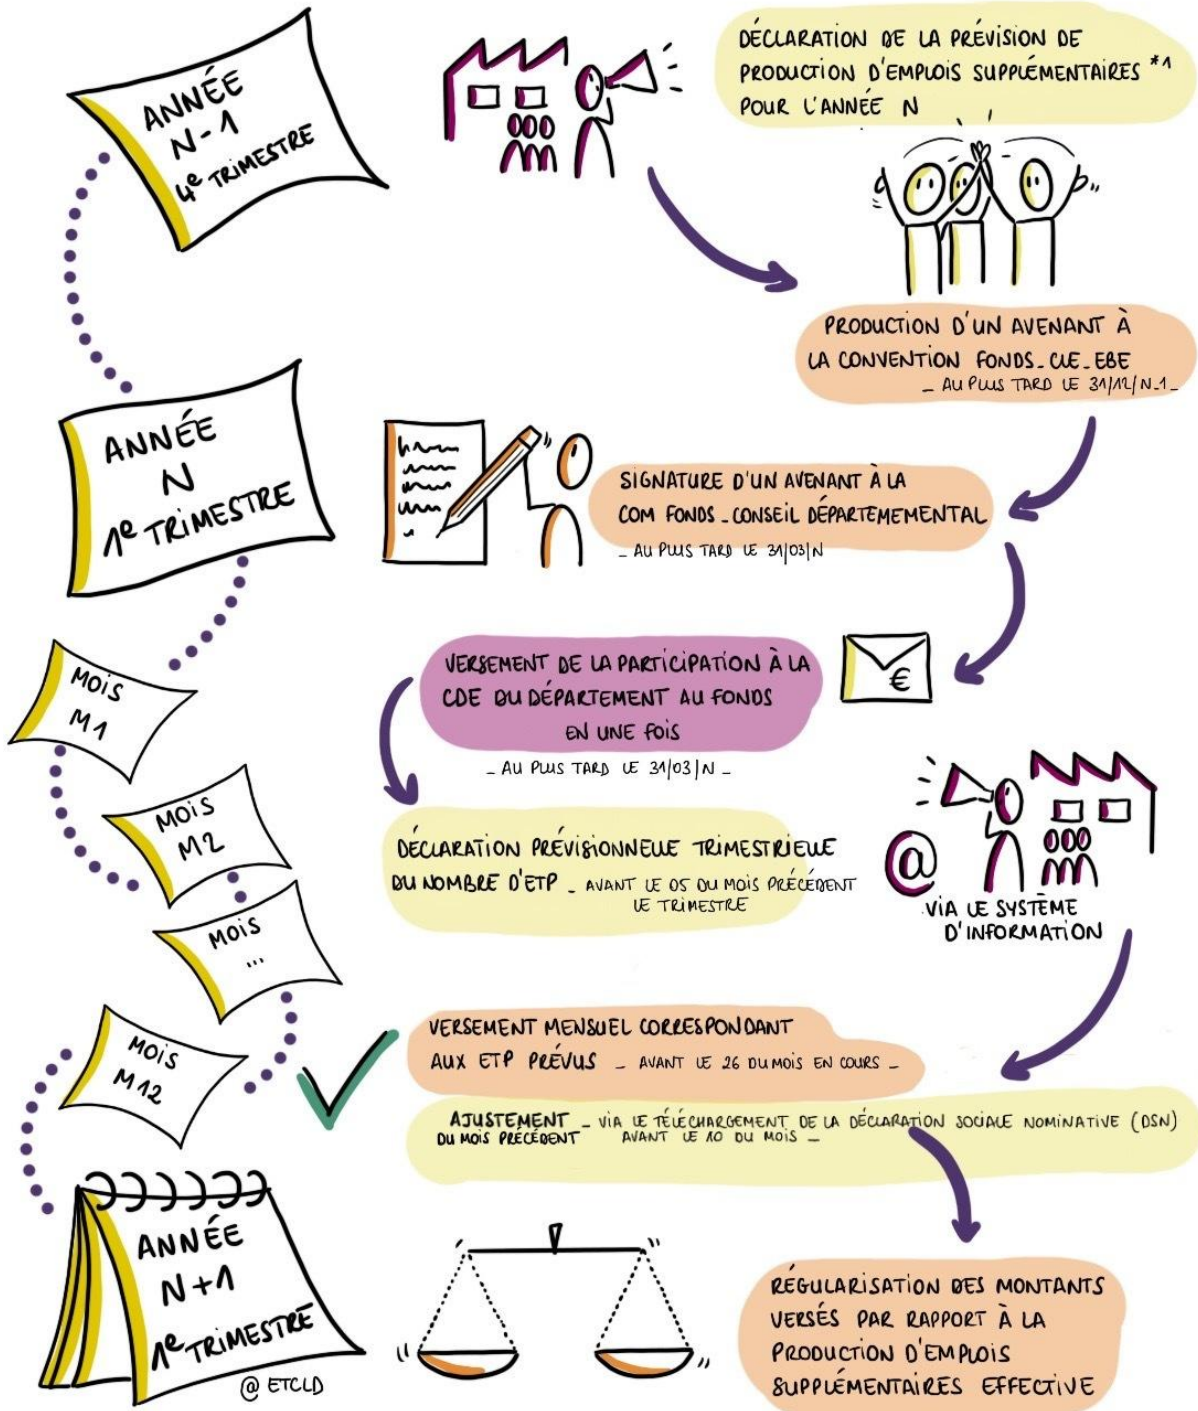 ANNÉE
N-1
4e TRIMESTRE
DÉCLARATION DE LA PRÉVISION DE
PRODUCTION D'EMPLOIS SUPPLÉMENTAIRES *1
POUR L'ANNÉE N
PRODUCTION D'UN AVENANT À
LA CONVENTION FONDS_CLE_EBE
_ AU PLUS TARD LE 31/12/N-1_
ANNÉE
N
1e TRIMESTRE
SIGNATURE D'UN AVENANT À LA
COM FONDS_CONSEIL DÉPARTEMEMENTAL
_ AU PLUS TARD LE 31/03/N
MOIS
M1
VERSEMENT DE LA PARTICIPATION À LA
CDE DU DÉPARTEMENT AU FONDS
EN UNE FOIS
_ AU PLUS TARD LE 31/03/N _
€
MOIS
M2
DÉCLARATION PRÉVISIONNELLE TRIMESTRIELLE
DU NOMBRE D'ETP _ AVANT LE 05 DU MOIS PRÉCÉDENT
LE TRIMESTRE
@
VIA LE SYSTÈME
D'INFORMATION
MOIS
...
MOIS
M12
VERSEMENT MENSUEL CORRESPONDANT
AUX ETP PRÉVUS _ AVANT LE 26 DU MOIS EN COURS _
AJUSTEMENT _ VIA LE TÉLÉCHARGEMENT DE LA DÉCLARATION SOCIALE NOMINATIVE (DSN)
DU MOIS PRÉCÉDENT AVANT LE 10 DU MOIS _
ANNÉE
N+1
1e TRIMESTRE
@ ETCLD
RÉGULARISATION DES MONTANTS
VERSÉS PAR RAPPORT À LA
PRODUCTION D'EMPLOIS
SUPPLÉMENTAIRES EFFECTIVE